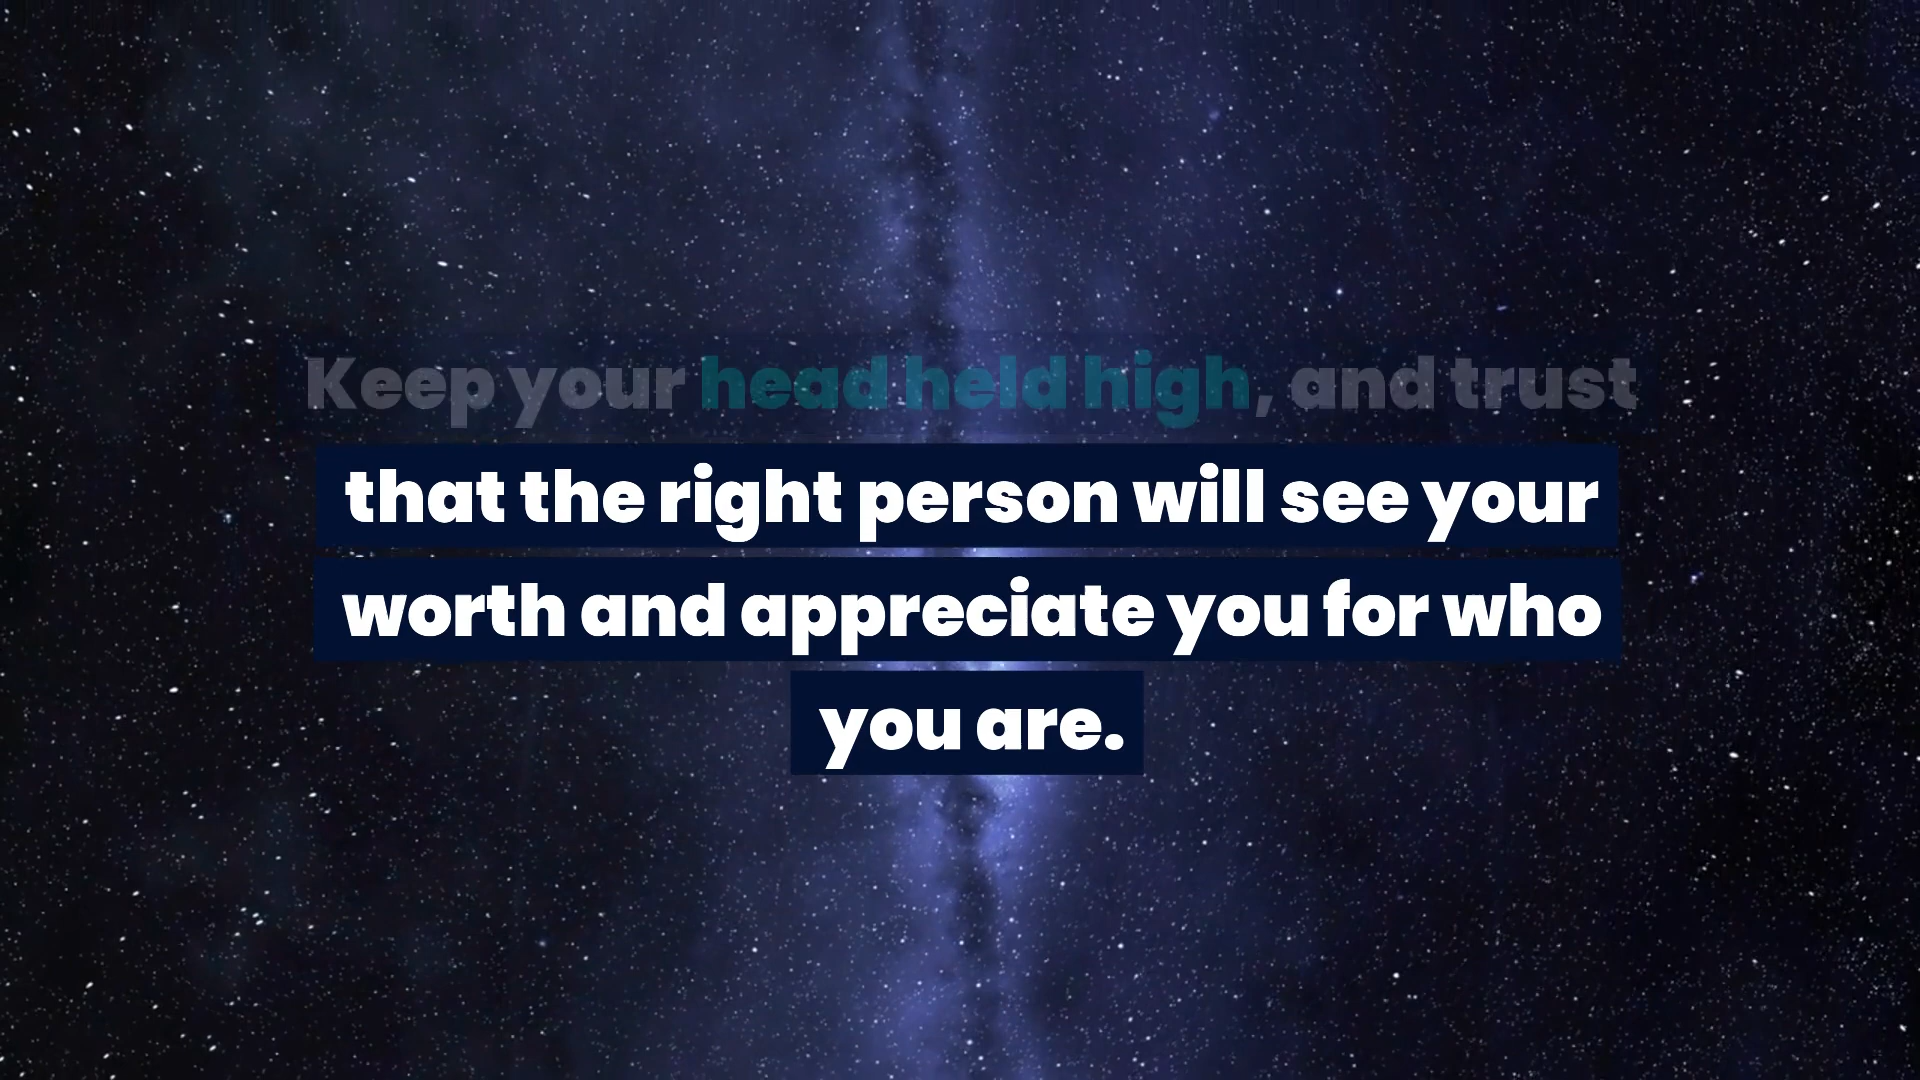 Keep your head held high, and trust
that the right person will see your
worth and appreciate you for who
you are.